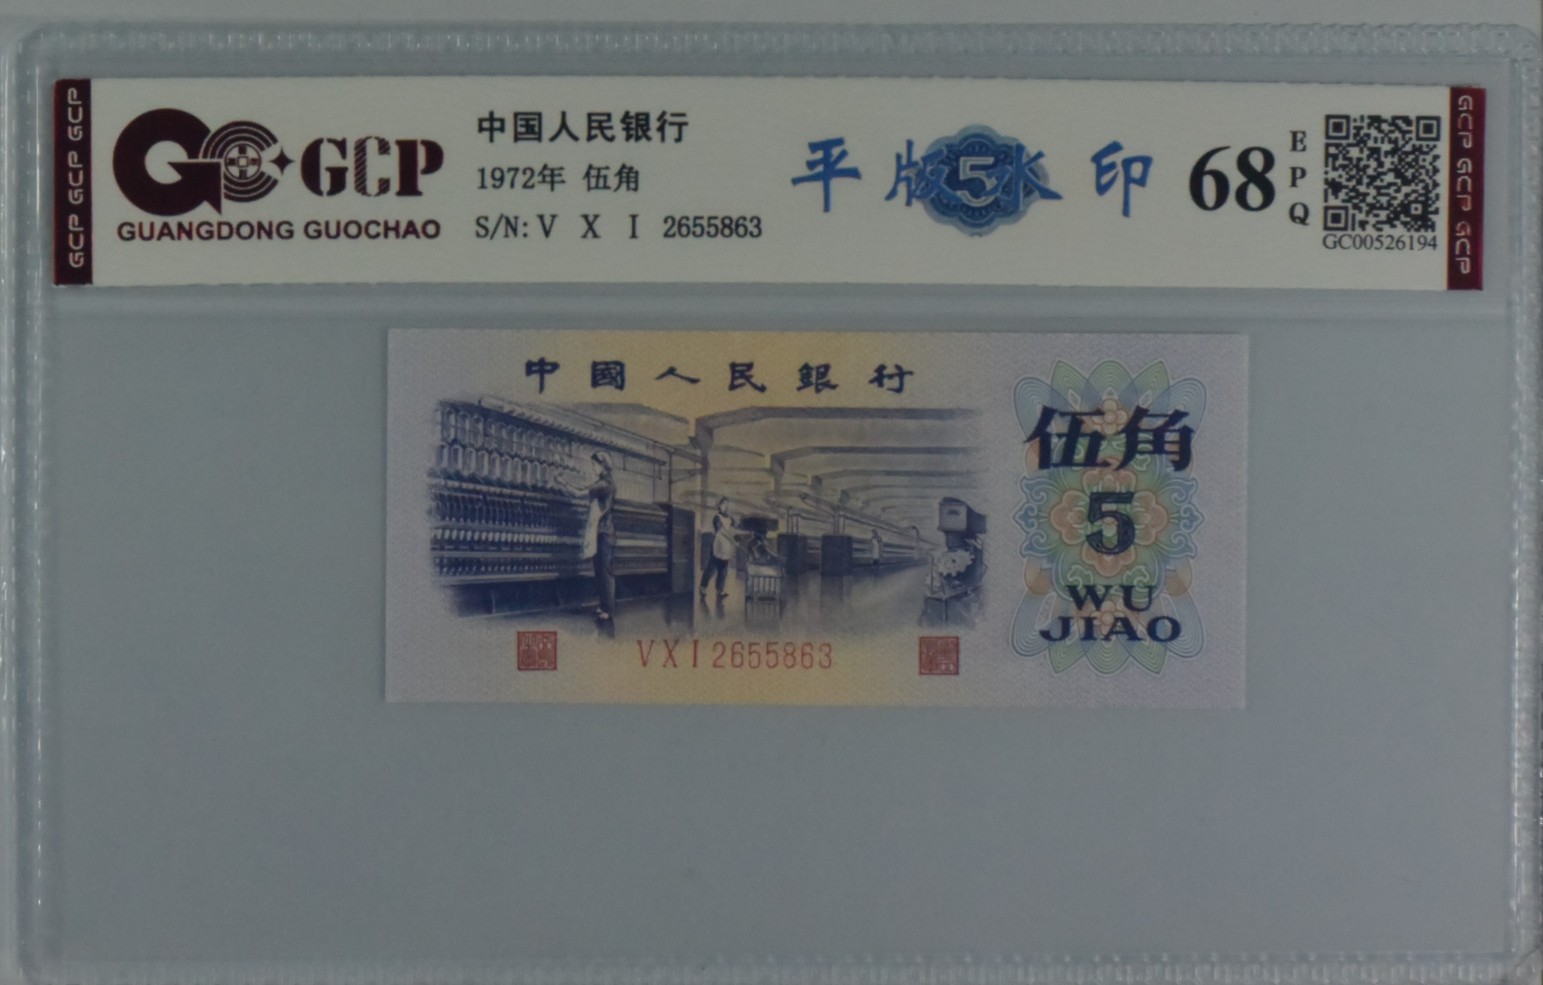 GCP GCP GCP
GCP
GUANGDONG GUOCHAO
中国人民银行
1972年 伍角
S/N: V X I 2655863
平版水印
5
68
EPQ
GC00526194
GCP GCP GCP
中國人民銀行
伍角
5
WU
JIAO
VXI2655863